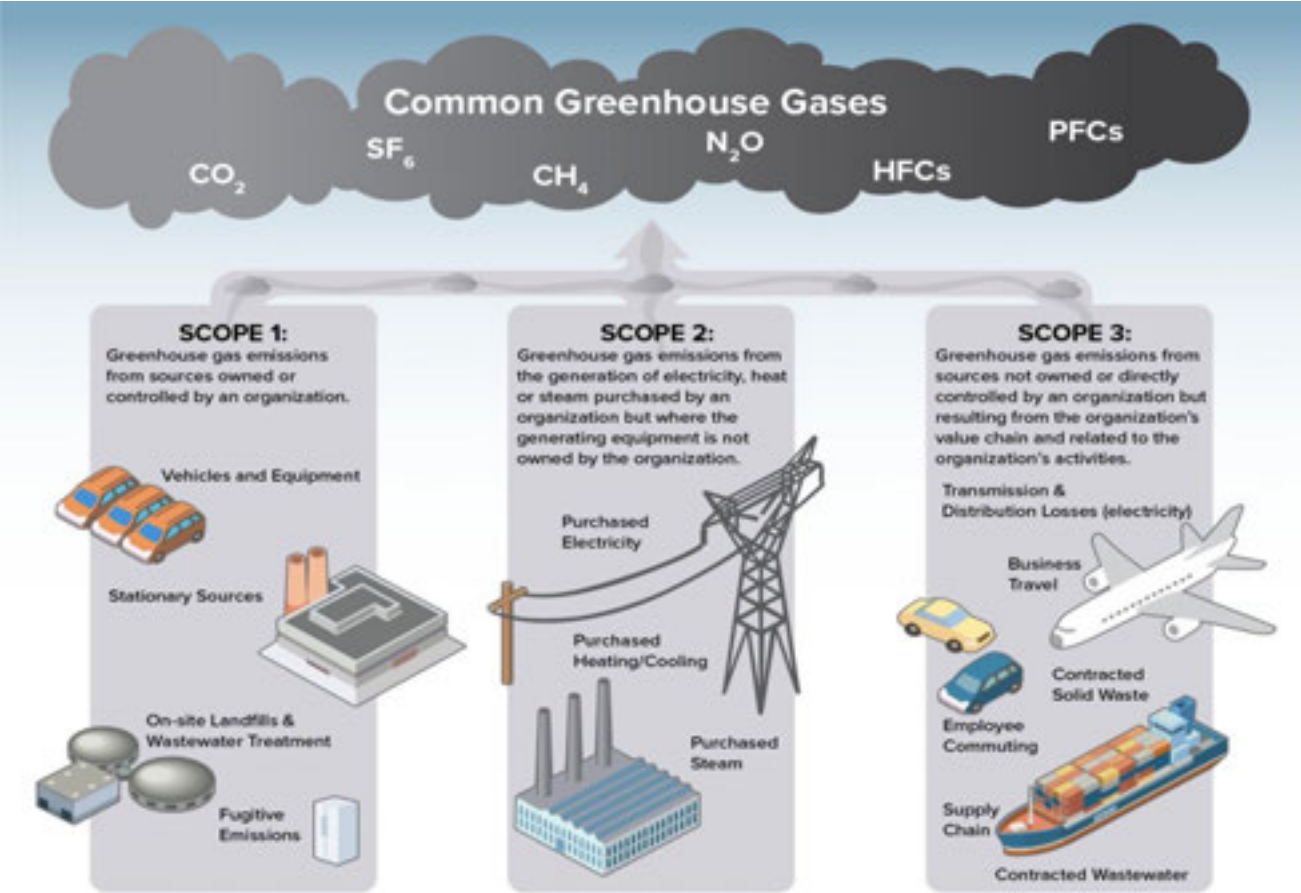 Common Greenhouse Gases
CO₂
SF₆
CH₄
N₂O
HFCs
PFCs
SCOPE 1:
Greenhouse gas emissions
from sources owned or
controlled by an organization.
Vehicles and Equipment
Stationary Sources
On-site Landfills &
Wastewater Treatment
Fugitive
Emissions
SCOPE 2:
Greenhouse gas emissions from
the generation of electricity, heat
or steam purchased by an
organization but where the
generating equipment is not
owned by the organization.
Purchased
Electricity
Purchased
Heating/Cooling
Purchased
Steam
SCOPE 3:
Greenhouse gas emissions from
sources not owned or directly
controlled by an organization but
resulting from the organization's
value chain and related to the
organization's activities.
Transmission &
Distribution Losses (electricity)
Business
Travel
Contracted
Solid Waste
Employee
Commuting
Supply
Chain
Contracted Wastewater